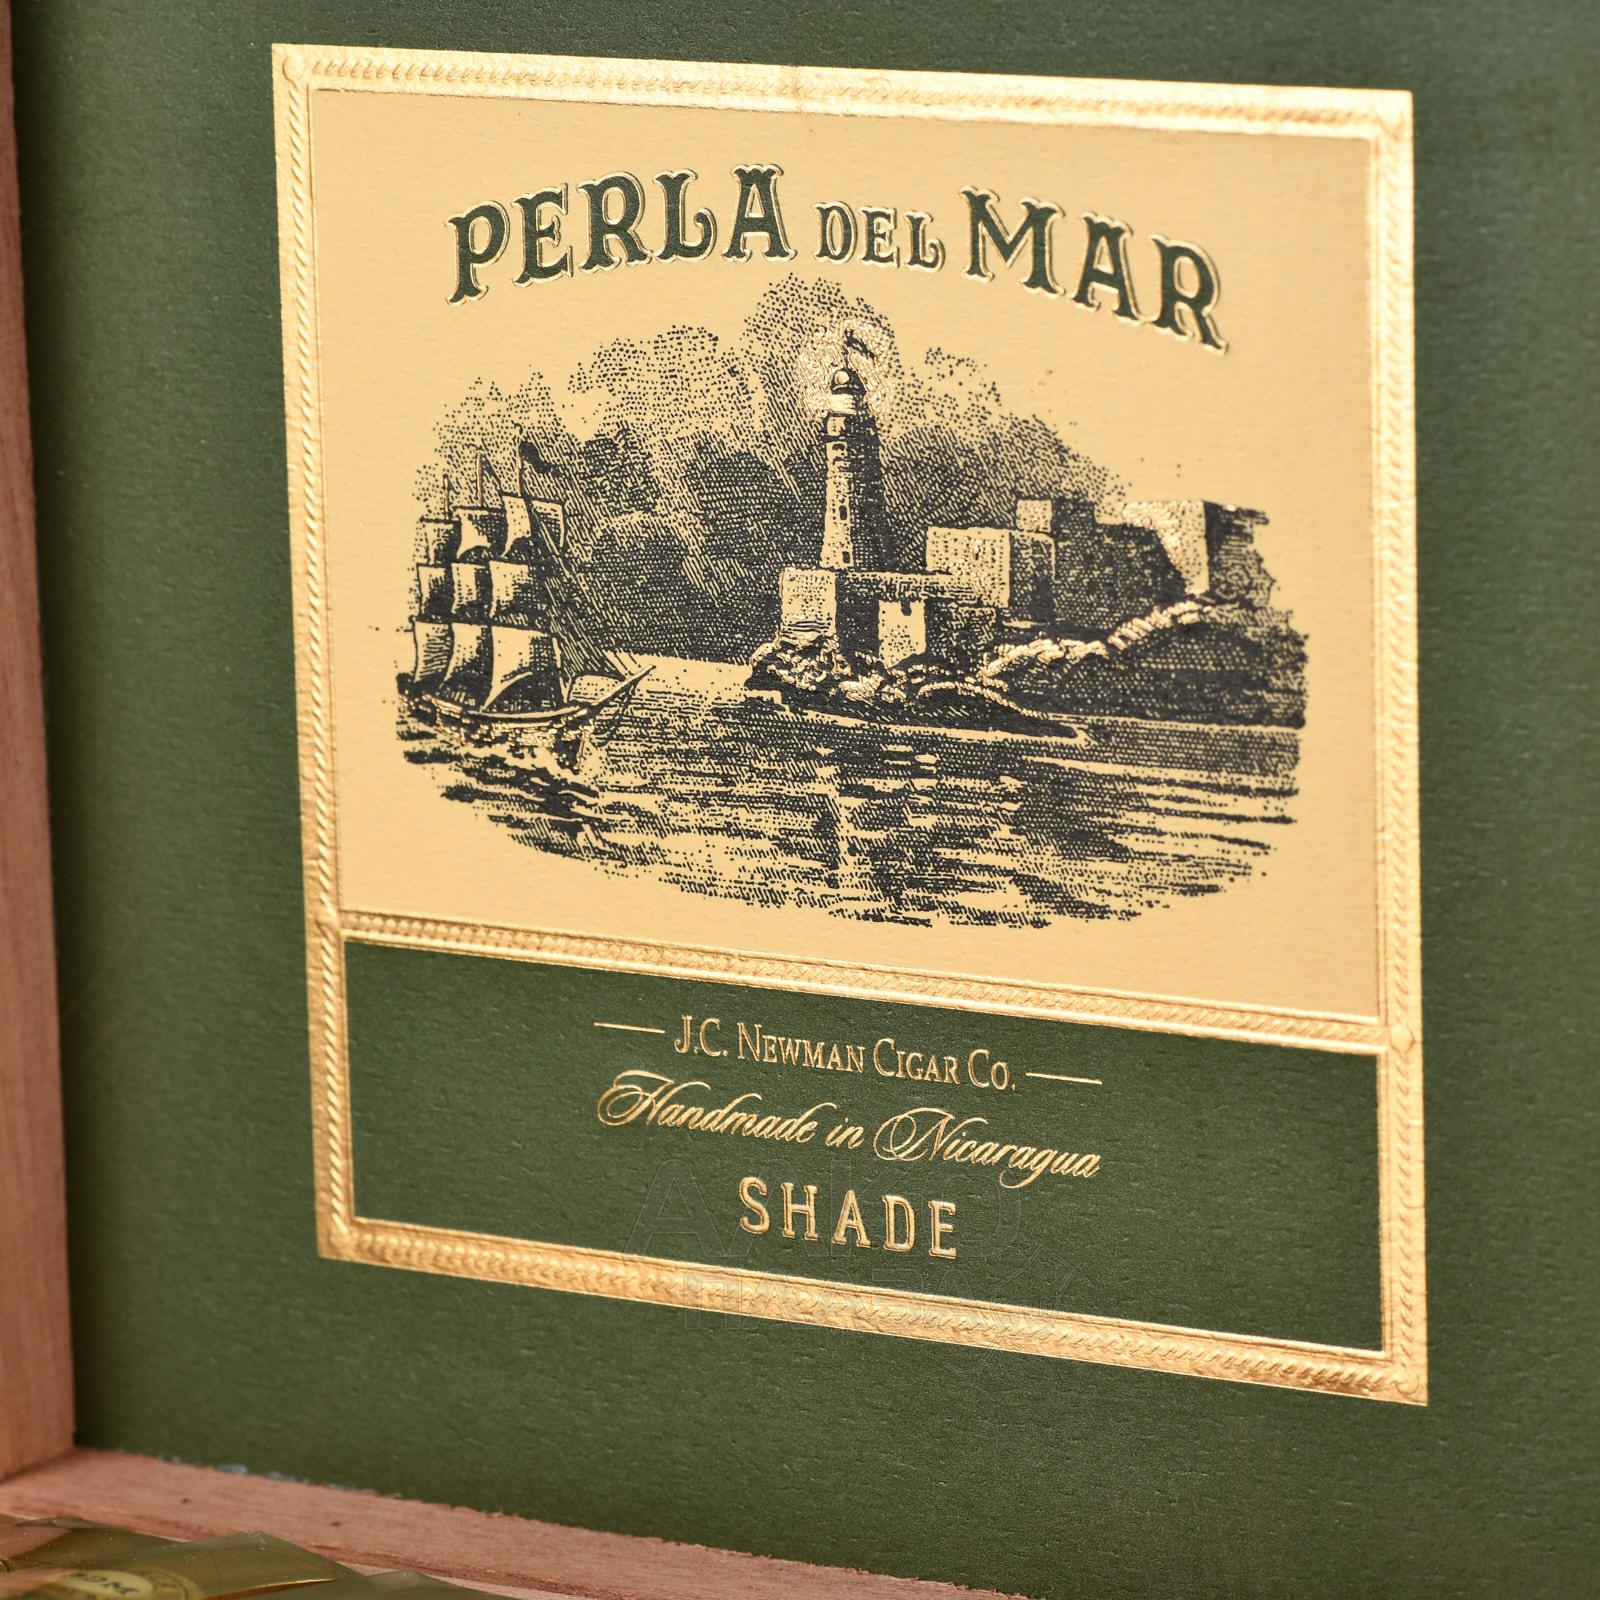 PERLA DEL MAR
J.C. NEWMAN CIGAR CO.
Handmade in Nicaragua
SHADE